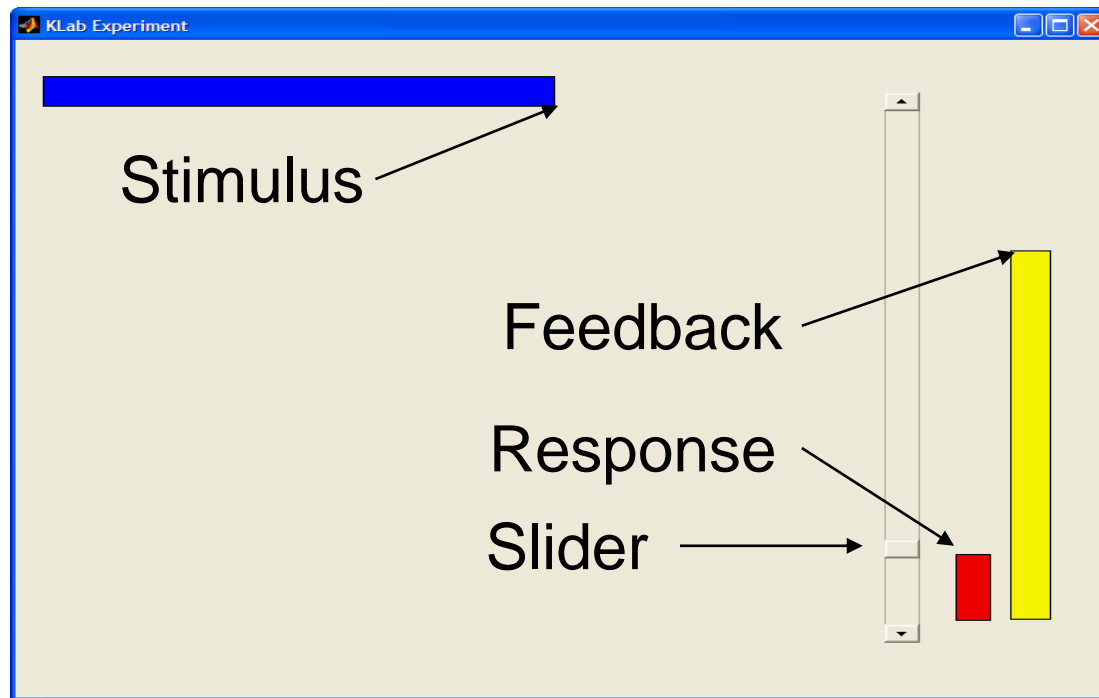 KLab Experiment
Stimulus
Feedback
Response
Slider